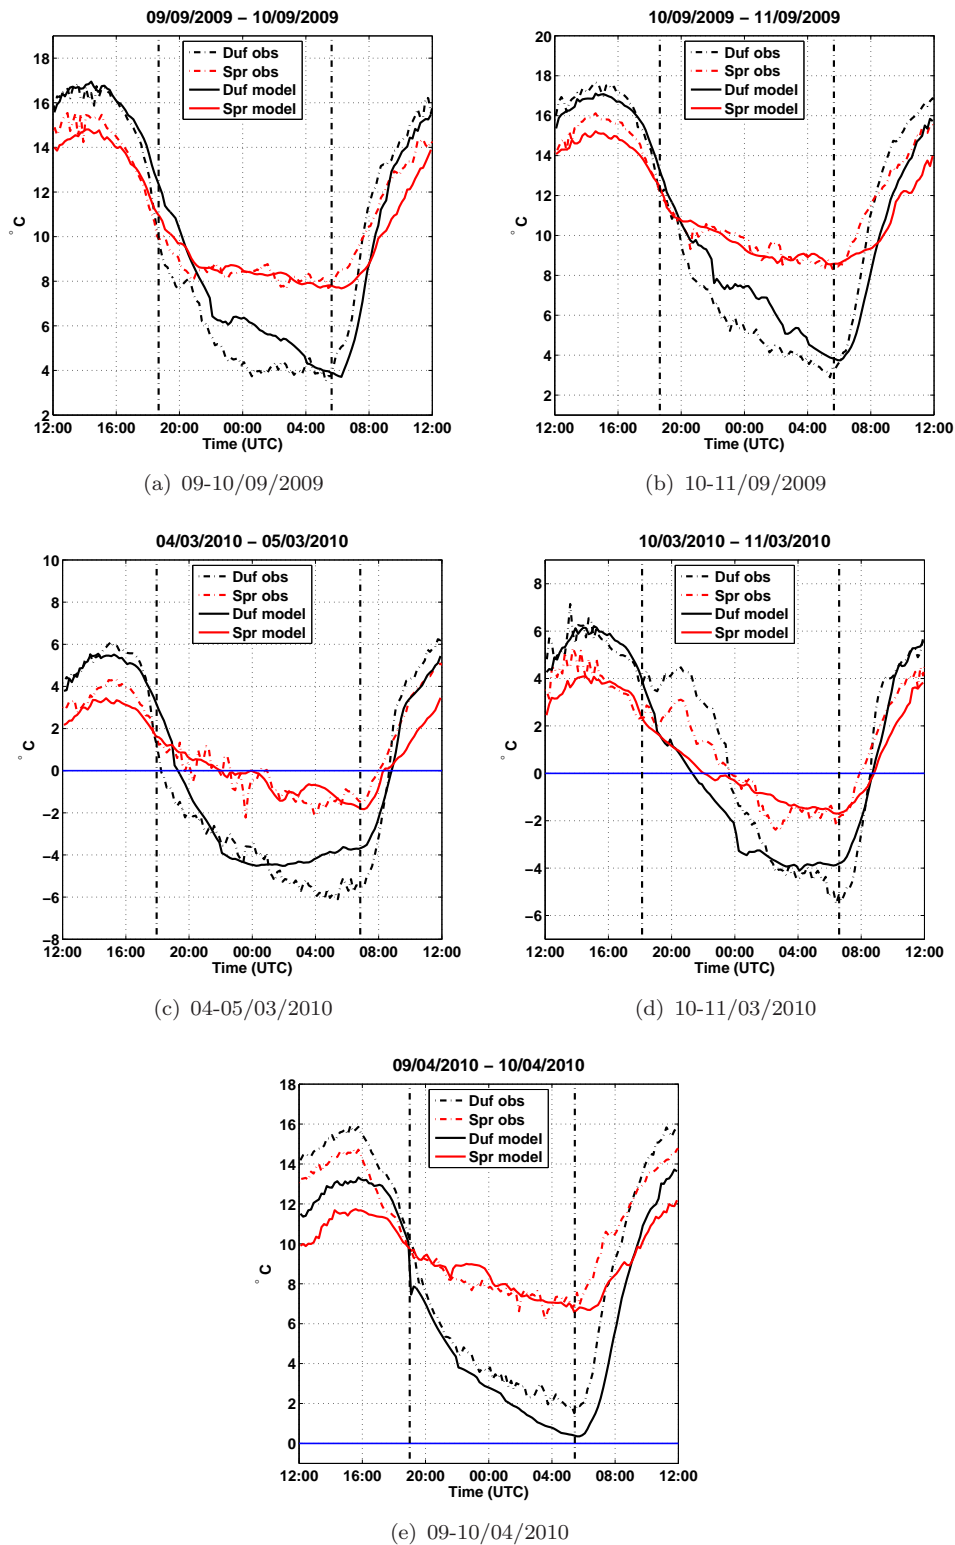 09/09/2009 – 10/09/2009
Duf obs
Spr obs
Duf model
Spr model
18
16
14
12
10
8
6
4
2
° C
12:00 16:00 20:00 00:00 04:00 08:00 12:00
Time (UTC)
(a) 09-10/09/2009
10/09/2009 – 11/09/2009
Duf obs
Spr obs
Duf model
Spr model
20
18
16
14
12
10
8
6
4
2
° C
12:00 16:00 20:00 00:00 04:00 08:00 12:00
Time (UTC)
(b) 10-11/09/2009
04/03/2010 – 05/03/2010
Duf obs
Spr obs
Duf model
Spr model
10
8
6
4
2
0
−2
−4
−6
−8
° C
12:00 16:00 20:00 00:00 04:00 08:00 12:00
Time (UTC)
(c) 04-05/03/2010
10/03/2010 – 11/03/2010
Duf obs
Spr obs
Duf model
Spr model
8
6
4
2
0
−2
−4
−6
° C
12:00 16:00 20:00 00:00 04:00 08:00 12:00
Time (UTC)
(d) 10-11/03/2010
09/04/2010 – 10/04/2010
Duf obs
Spr obs
Duf model
Spr model
18
16
14
12
10
8
6
4
2
0
° C
12:00 16:00 20:00 00:00 04:00 08:00 12:00
Time (UTC)
(e) 09-10/04/2010